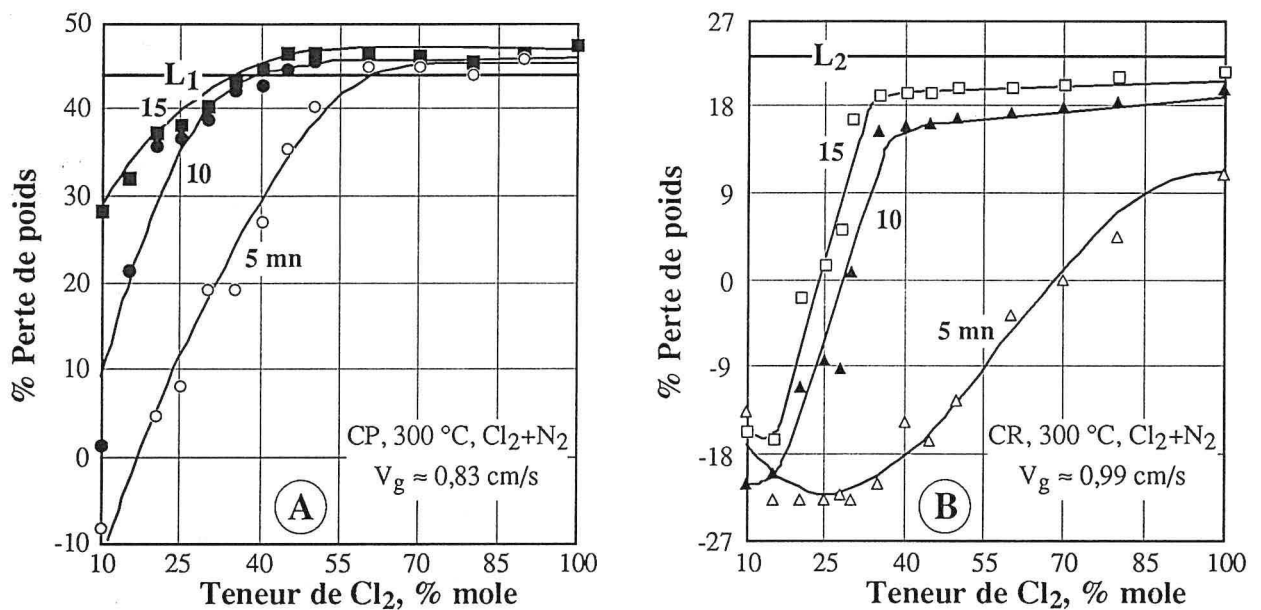 50
40
30
20
10
0
-10
% Perte de poids
L1
15
10
5 mn
CP, 300 °C, Cl2+N2
Vg ≈ 0,83 cm/s
A
10 25 40 55 70 85 100
Teneur de Cl2, % mole
27
18
9
0
-9
-18
-27
% Perte de poids
L2
15
10
5 mn
CR, 300 °C, Cl2+N2
Vg ≈ 0,99 cm/s
B
10 25 40 55 70 85 100
Teneur de Cl2, % mole